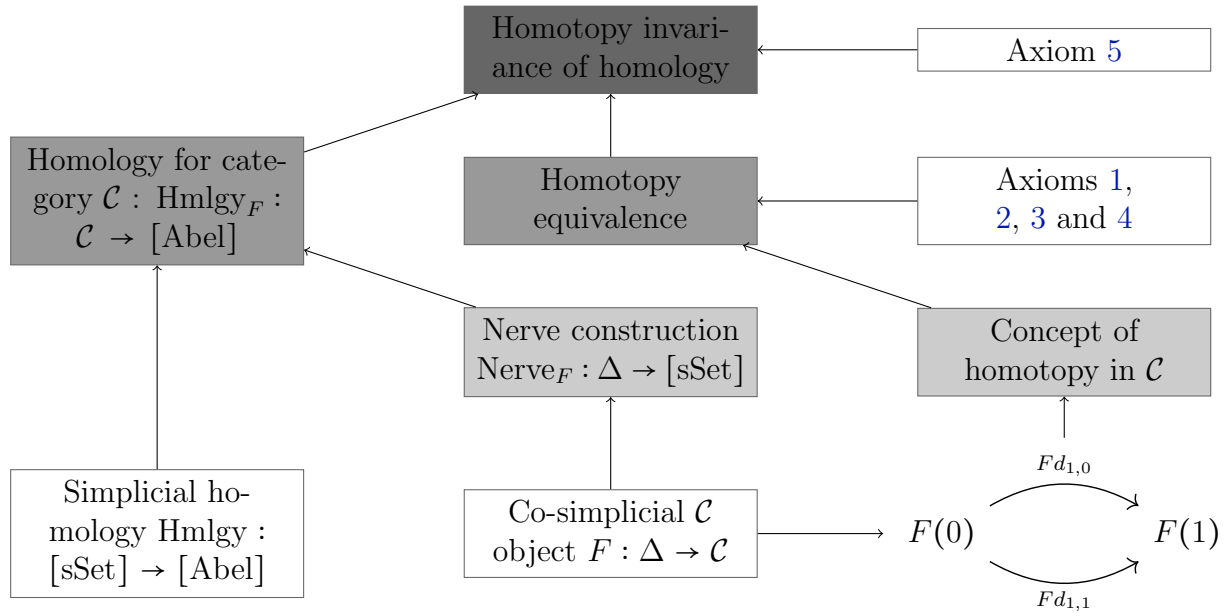 Homotopy invari-
ance of homology
Axiom 5
Homology for cate-
gory 𝒞 : Hmlgy_F :
𝒞 → [Abel]
Homotopy
equivalence
Axioms 1,
2, 3 and 4
Nerve construction
Nerve_F : Δ → [sSet]
Concept of
homotopy in 𝒞
Simplicial ho-
mology Hmlgy :
[sSet] → [Abel]
Co-simplicial 𝒞
object F : Δ → 𝒞
Fd_{1,0}
F(0) F(1)
Fd_{1,1}